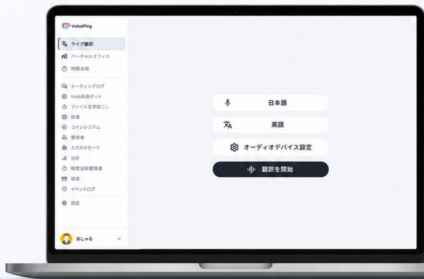 VoicePing
ライブ翻訳
バーチャルオフィス
時間追跡
ミーティングログ
Web会議ボット
ファイル文字起こし
辞書
コインシステム
管理者
エクストラモード
分析
時間追跡管理者
請求
イベントログ
設定
おしゃる
日本語
英語
オーディオデバイス設定
翻訳を開始